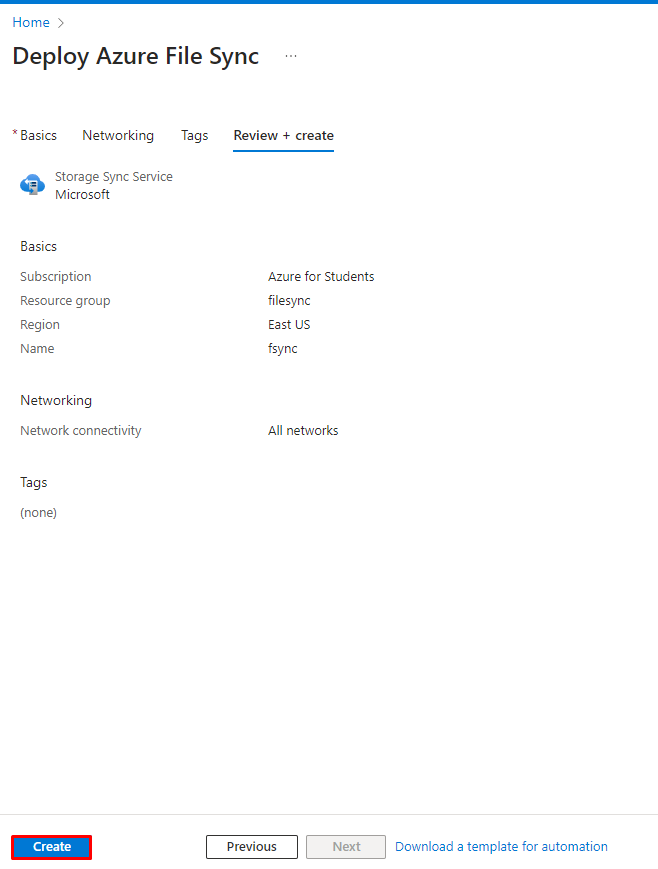 Home >
Deploy Azure File Sync ...
* Basics Networking Tags Review + create
Storage Sync Service
Microsoft
Basics
Subscription Azure for Students
Resource group filesync
Region East US
Name fsync
Networking
Network connectivity All networks
Tags
(none)
Create Previous Next Download a template for automation